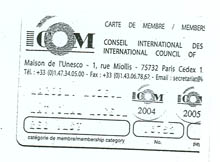 CARTE DE MEMBRE / MEMBERS
ICOM
CONSEIL INTERNATIONAL DES
INTERNATIONAL COUNCIL OF
Maison de l'Unesco - 1, rue Miollis - 75732 Paris Cedex 1
Tél.: +33 (0)1.47.34.05.00 - Fax : +33 (0)1.43.06.78.62 - Email : secretariat@
ICOM ICOM
2004 2005
catégorie de membre/membership category
No.